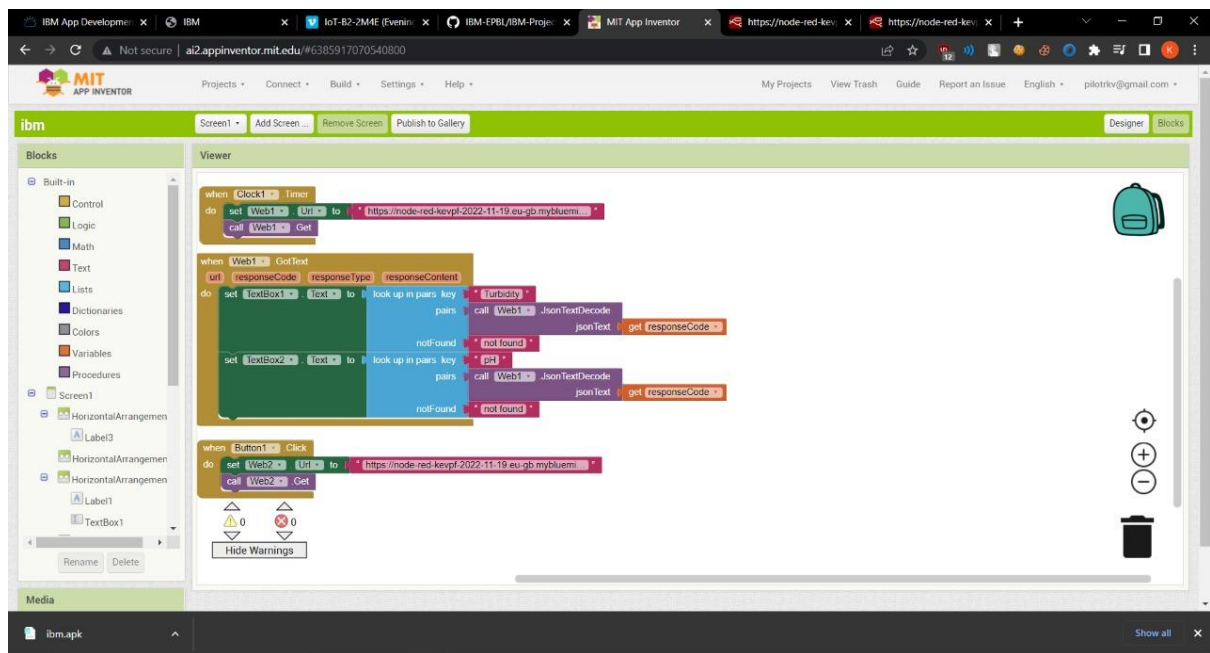 IBM App Developmen
IBM
IoT-B2-2M4E (Evenin
IBM-EPBL/IBM-Projec
MIT App Inventor
https://node-red-kevp
https://node-red-kevp
Not secure | ai2.appinventor.mit.edu/#6385917070540800
12
K
MIT
APP INVENTOR
Projects
Connect
Build
Settings
Help
My Projects
View Trash
Guide
Report an Issue
English
pilotrkv@gmail.com
ibm
Screen1
Add Screen ...
Remove Screen
Publish to Gallery
Designer
Blocks
Blocks
Viewer
Built-in
Control
Logic
Math
Text
Lists
Dictionaries
Colors
Variables
Procedures
Screen1
HorizontalArrangemen
Label3
HorizontalArrangemen
HorizontalArrangemen
Label1
TextBox1
Rename
Delete
Media
when Clock1 .Timer
do set Web1 . Url to " https://node-red-kevpf-2022-11-19.eu-gb.mybluemi... "
call Web1 .Get
when Web1 .GotText
url responseCode responseType responseContent
do set TextBox1 . Text to look up in pairs key " Turbidity "
pairs call Web1 .JsonTextDecode
jsonText get responseCode
notFound " not found "
set TextBox2 . Text to look up in pairs key " pH "
pairs call Web1 .JsonTextDecode
jsonText get responseCode
notFound " not found "
when Button1 .Click
do set Web2 . Url to " https://node-red-kevpf-2022-11-19.eu-gb.mybluemi... "
call Web2 .Get
0
0
Hide Warnings
ibm.apk
Show all